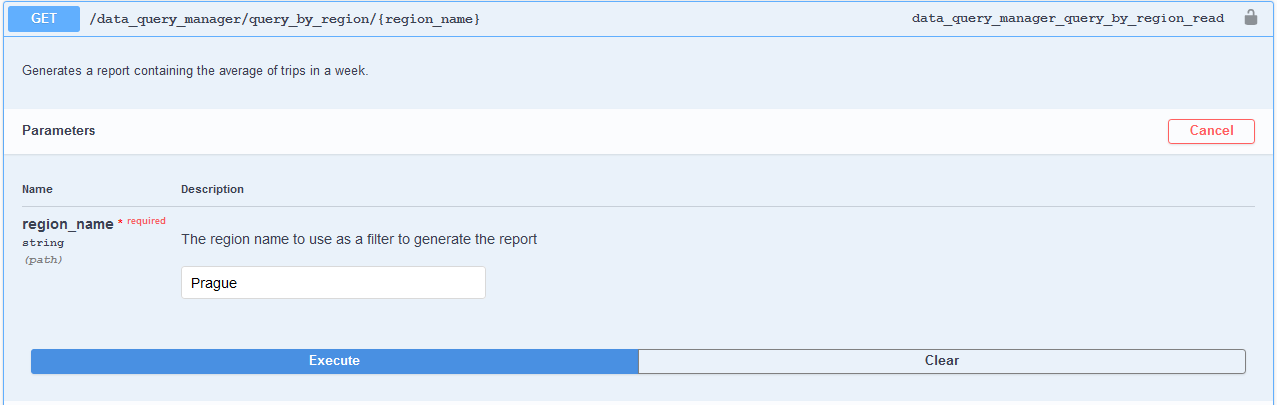 GET /data_query_manager/query_by_region/{region_name} data_query_manager_query_by_region_read
Generates a report containing the average of trips in a week.
Parameters Cancel
Name Description
region_name * required
string
(path)
The region name to use as a filter to generate the report
Prague
Execute Clear